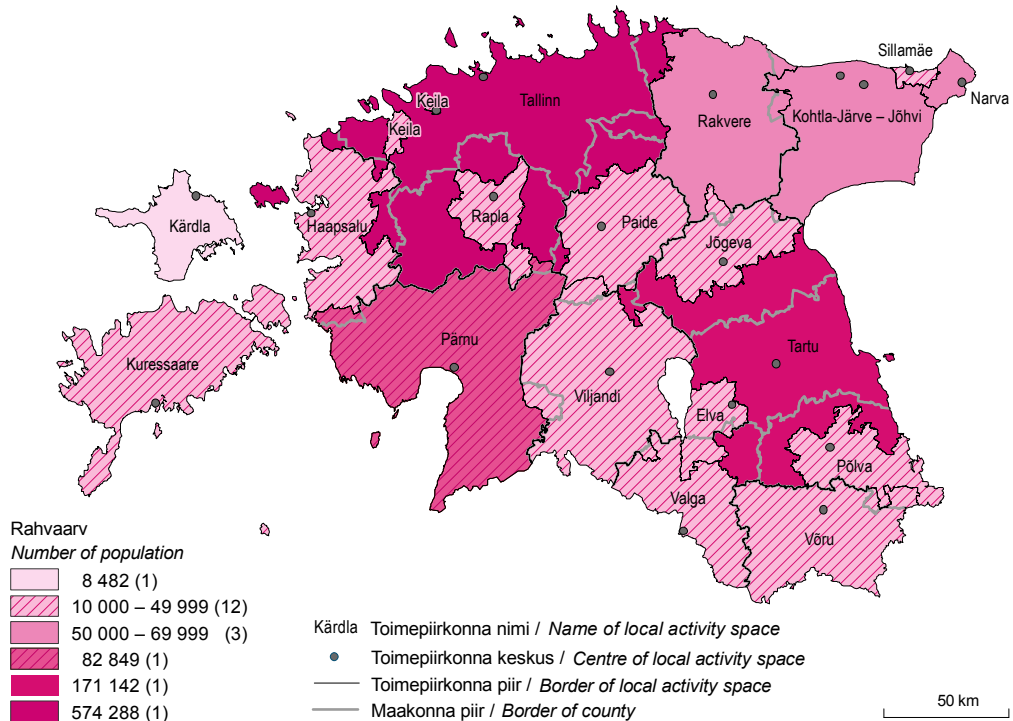 Sillamäe
Keila
Tallinn
Narva
Keila
Rakvere
Kohtla-Järve – Jõhvi
Kärdla
Haapsalu
Rapla
Paide
Jõgeva
Kuressaare
Pärnu
Tartu
Viljandi
Elva
Põlva
Valga
Võru
Rahvaarv
Number of population
8 482 (1)
10 000 – 49 999 (12)
50 000 – 69 999 (3)
82 849 (1)
171 142 (1)
574 288 (1)
Kärdla Toimepiirkonna nimi / Name of local activity space
Toimepiirkonna keskus / Centre of local activity space
Toimepiirkonna piir / Border of local activity space
Maakonna piir / Border of county
50 km